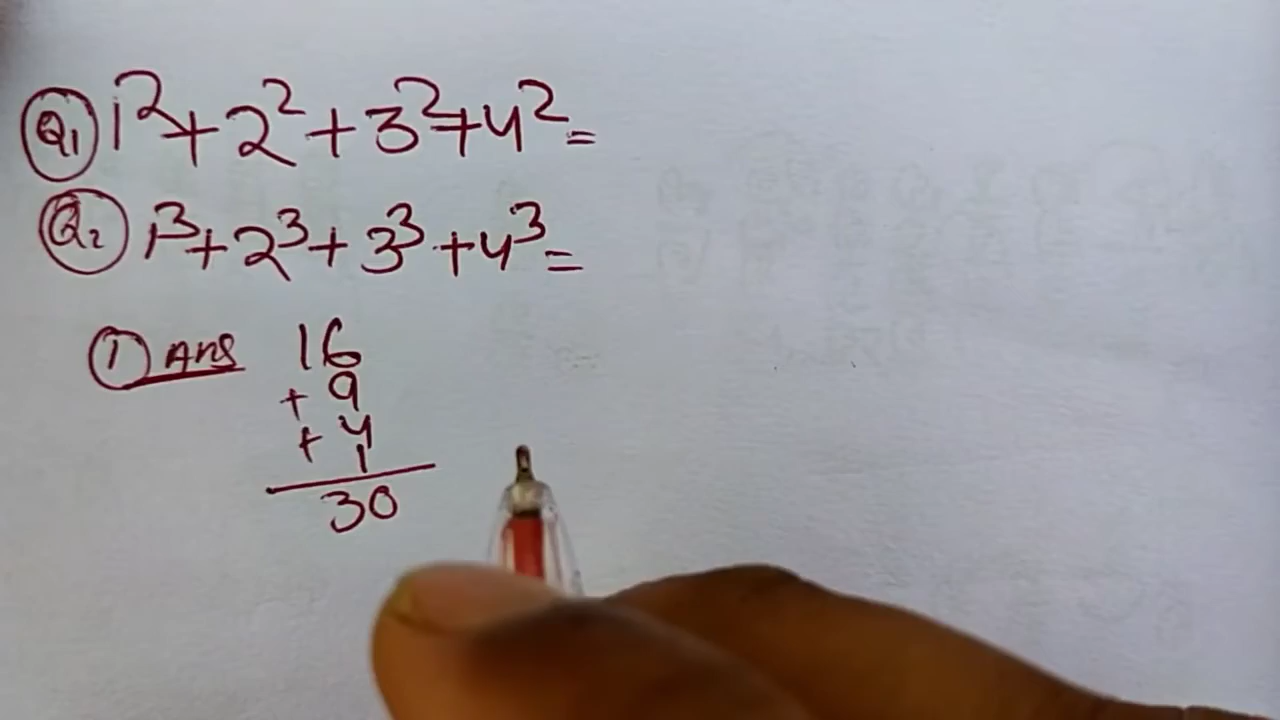 Q1 1² + 2² + 3² + 4² =
Q2 1³ + 2³ + 3³ + 4³ =
1) Ans 16
+ 9
+ 4
1
30